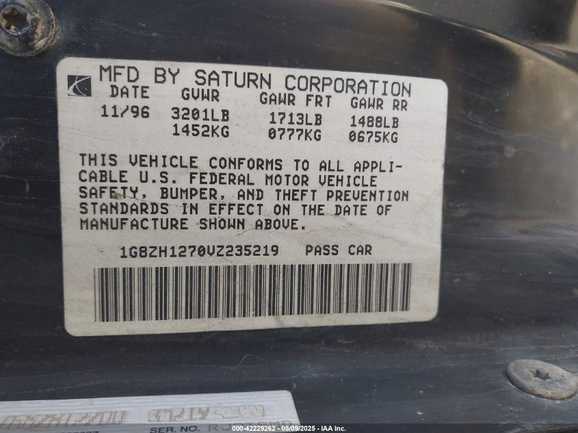 MFD BY SATURN CORPORATION
DATE GVWR GAWR FRT GAWR RR
11/96 3201LB 1713LB 1488LB
1452KG 0777KG 0675KG
THIS VEHICLE CONFORMS TO ALL APPLI-
CABLE U.S. FEDERAL MOTOR VEHICLE
SAFETY, BUMPER, AND THEFT PREVENTION
STANDARDS IN EFFECT ON THE DATE OF
MANUFACTURE SHOWN ABOVE.
1G8ZH1270VZ235219 PASS CAR
000-42229262 - 05/09/2025 - IAAI.COM